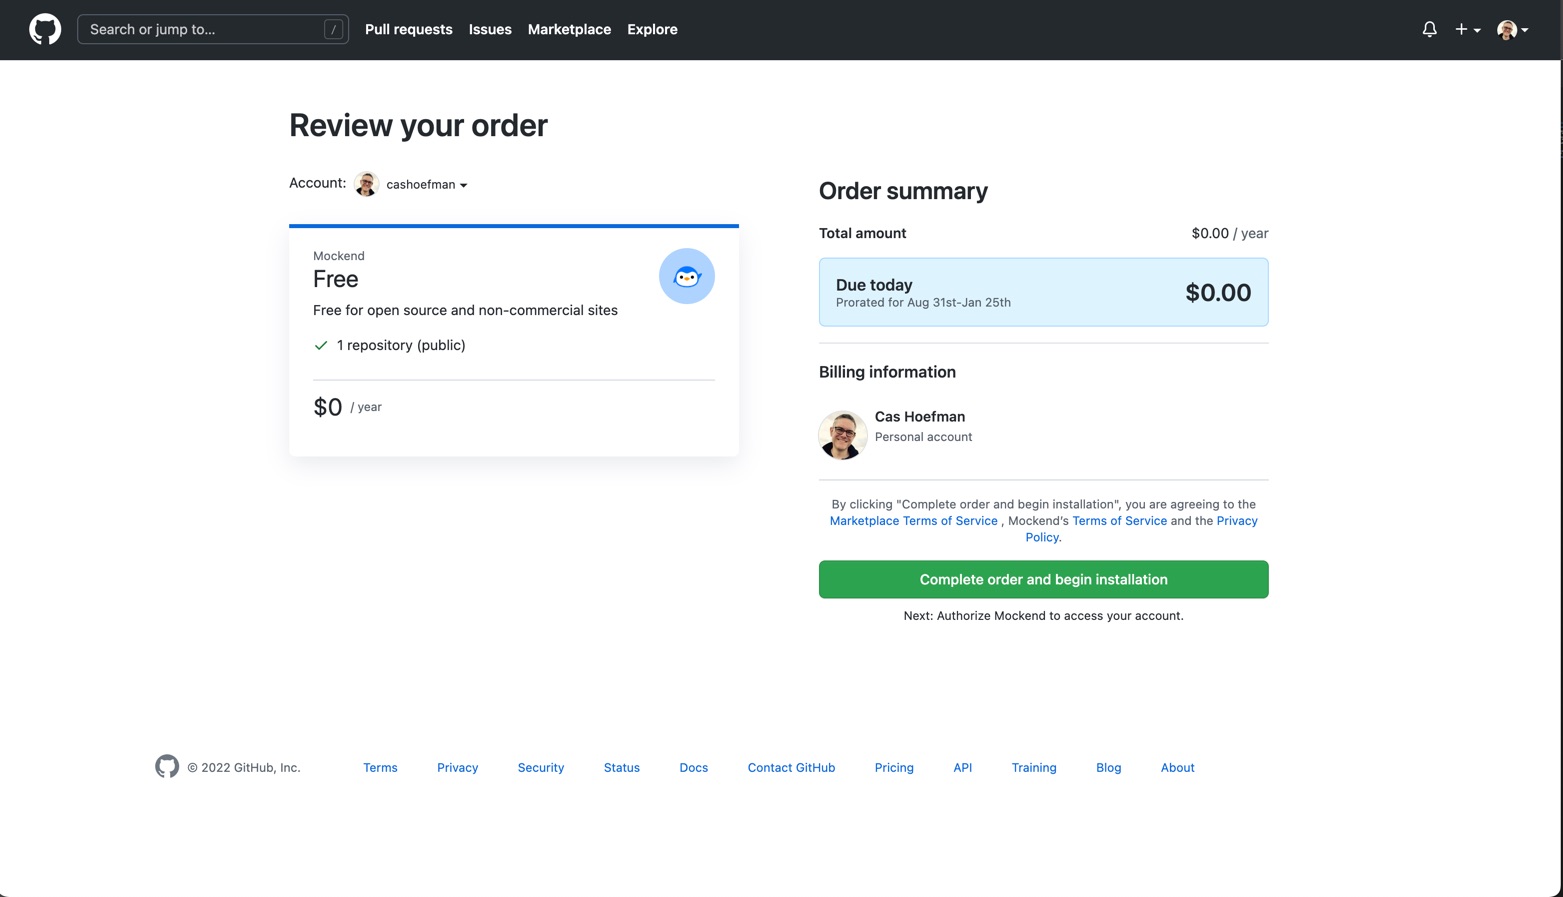 Search or jump to...
/
Pull requests
Issues
Marketplace
Explore
Review your order
Account:
cashoefman
Mockend
Free
Free for open source and non-commercial sites
1 repository (public)
$0 / year
Order summary
Total amount
$0.00 / year
Due today
Prorated for Aug 31st-Jan 25th
$0.00
Billing information
Cas Hoefman
Personal account
By clicking "Complete order and begin installation", you are agreeing to the
Marketplace Terms of Service , Mockend's Terms of Service and the Privacy
Policy.
Complete order and begin installation
Next: Authorize Mockend to access your account.
© 2022 GitHub, Inc.
Terms
Privacy
Security
Status
Docs
Contact GitHub
Pricing
API
Training
Blog
About